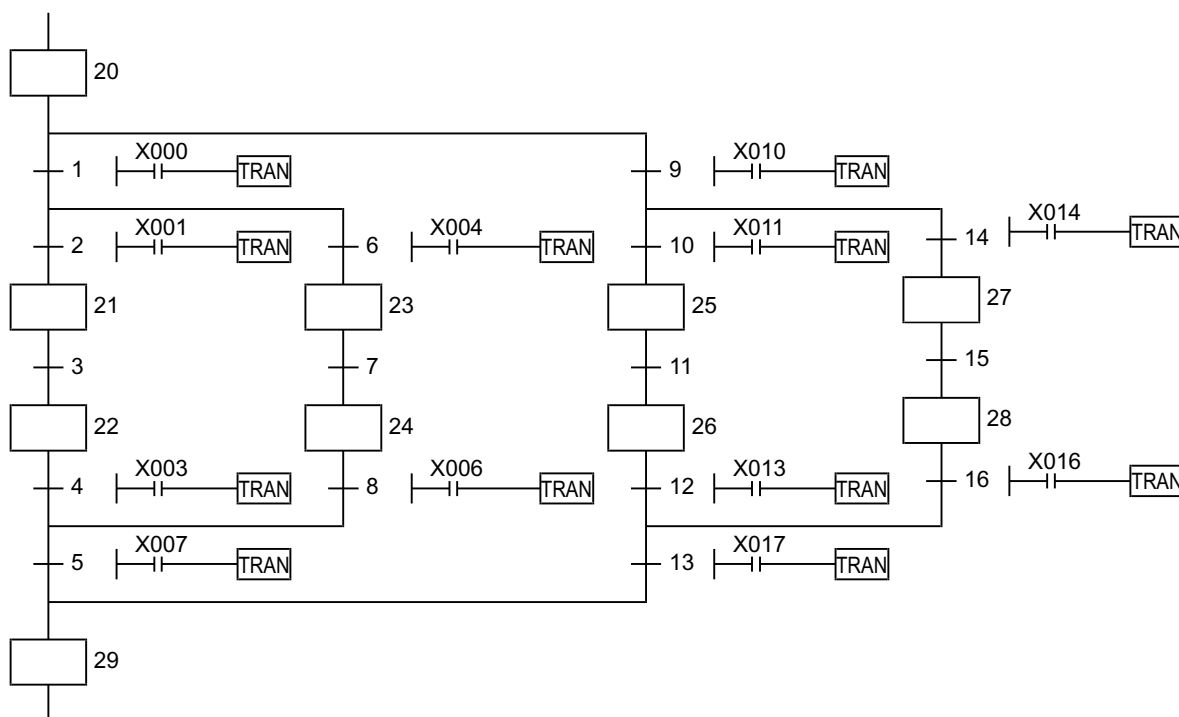 20
1 X000 TRAN
9 X010 TRAN
2 X001 TRAN
6 X004 TRAN
10 X011 TRAN
14 X014 TRAN
21
23
25
27
3
7
11
15
22
24
26
28
4 X003 TRAN
8 X006 TRAN
12 X013 TRAN
16 X016 TRAN
5 X007 TRAN
13 X017 TRAN
29